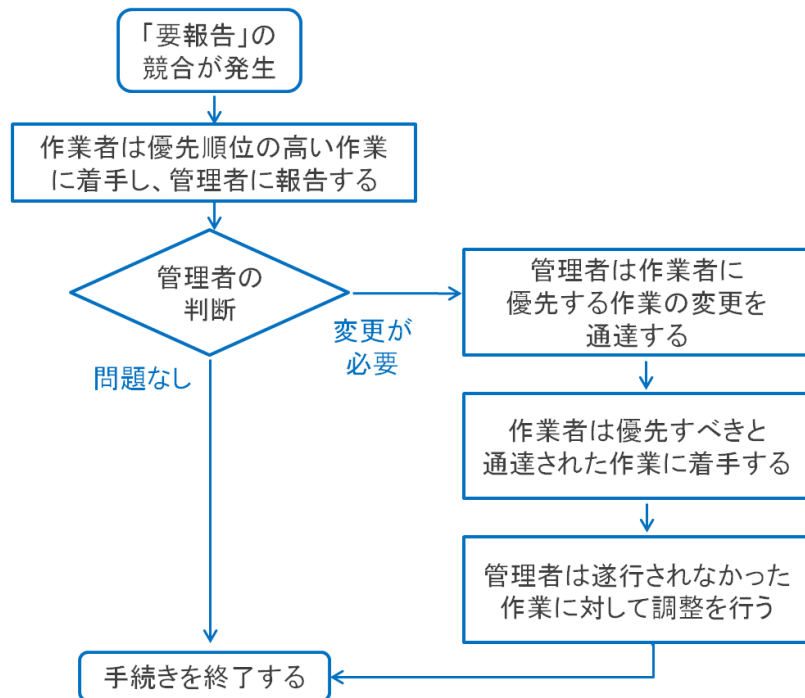 「要報告」の
競合が発生
作業者は優先順位の高い作業
に着手し、管理者に報告する
管理者の
判断
変更が
必要
問題なし
管理者は作業者に
優先する作業の変更を
通達する
作業者は優先すべきと
通達された作業に着手する
管理者は遂行されなかった
作業に対して調整を行う
手続きを終了する